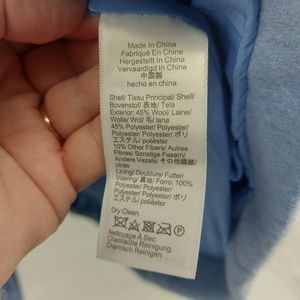 Made In China
Fabriqué En Chine
Hergestellt In China
Vervaardigd In China
中国製
hecho en china
Shell/ Tissu Principal/ Shell/
Bovenstof/ 表地/ Tela
Exterior: 45% Wool/ Laine/
Wolle/ Wol/ 毛/ lana
45% Polyester/ Polyester/
Polyester/ Polyester/ ポリ
エステル/ poliéster
10% Other Fibers/ Autres
Fibres/ Sonstige Fasern/
Anders Vezels/ その他繊維/
otras
Lining/ Doublure/ Futter/
Voering/ 裏地/ Forro: 100%
Polyester/ Polyester/
Polyester/ Polyester/ ポリ
エステル/ poliéster
Dry Clean.
Nettoyage À Sec.
Chemische Reinigung.
Chemisch Reinigen.